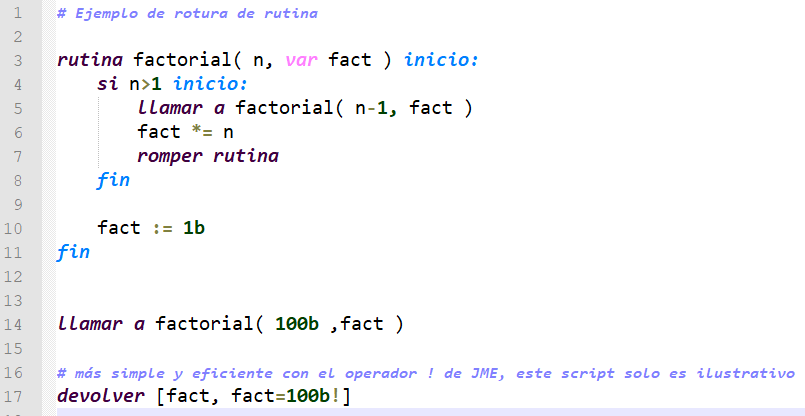 1 # Ejemplo de rotura de rutina
2
3 rutina factorial( n, var fact ) inicio:
4 si n>1 inicio:
5 llamar a factorial( n-1, fact )
6 fact *= n
7 romper rutina
8 fin
9
10 fact := 1b
11 fin
12
13
14 llamar a factorial( 100b ,fact )
15
16 # más simple y eficiente con el operador ! de JME, este script solo es ilustrativo
17 devolver [fact, fact=100b!]